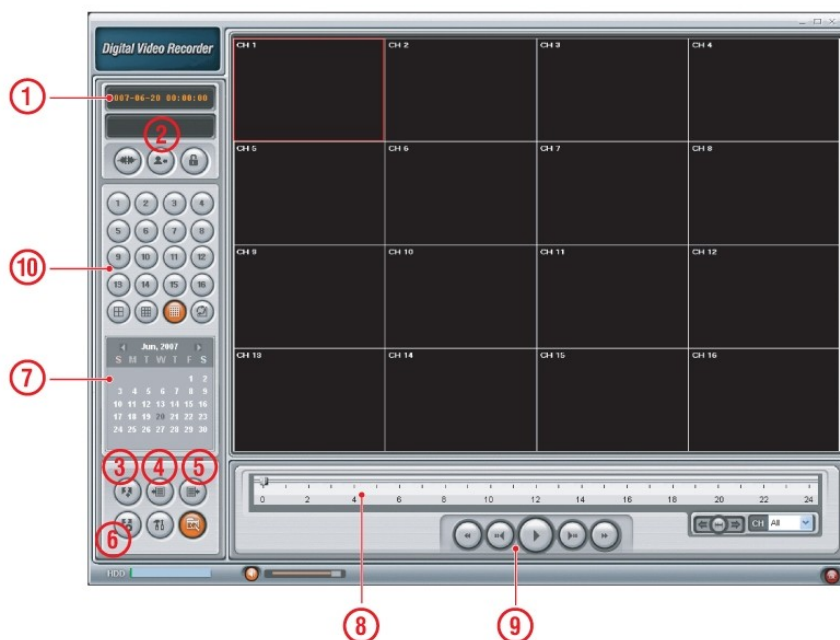 Digital Video Recorder
1
007-06-20 00:00:00
2
1 2 3 4
5 6 7 8
9 10 11 12
13 14 15 16
10
Jun, 2007
S M T W T F S
1 2
3 4 5 6 7 8 9
10 11 12 13 14 15 16
17 18 19 20 21 22 23
24 25 26 27 28 29 30
7
3 4 5
6
HDD
CH 1 CH 2 CH 3 CH 4
CH 5 CH 6 CH 7 CH 8
CH 9 CH 10 CH 11 CH 12
CH 13 CH 14 CH 15 CH 16
0 2 4 6 8 10 12 14 16 18 20 22 24
CH All
8
9